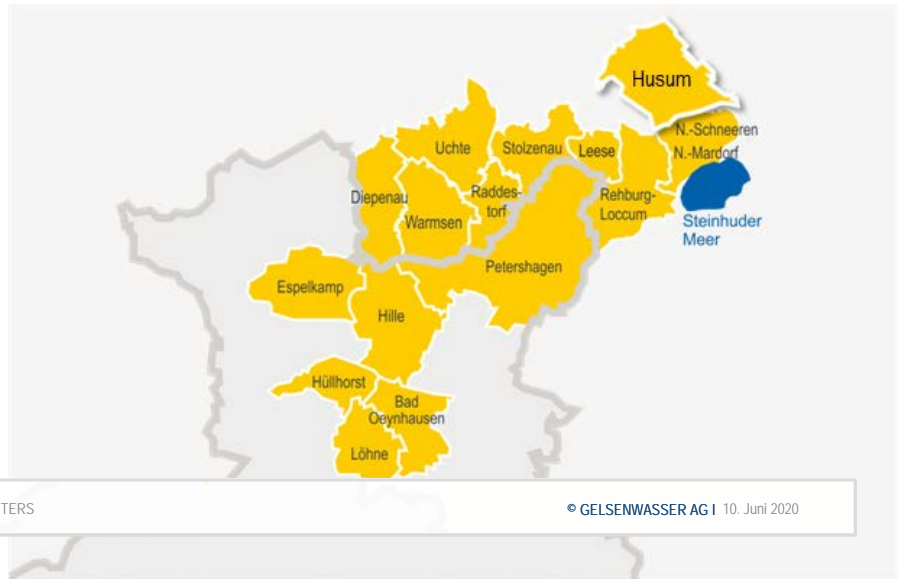 Husum
N.-Schneeren
Uchte
Stolzenau
Leese
N.-Mardorf
Diepenau
Raddes-
torf
Warmsen
Rehburg-
Loccum
Steinhuder
Meer
Petershagen
Espelkamp
Hille
Hüllhorst
Bad
Oeynhausen
Löhne
TERS
© GELSENWASSER AG I 10. Juni 2020